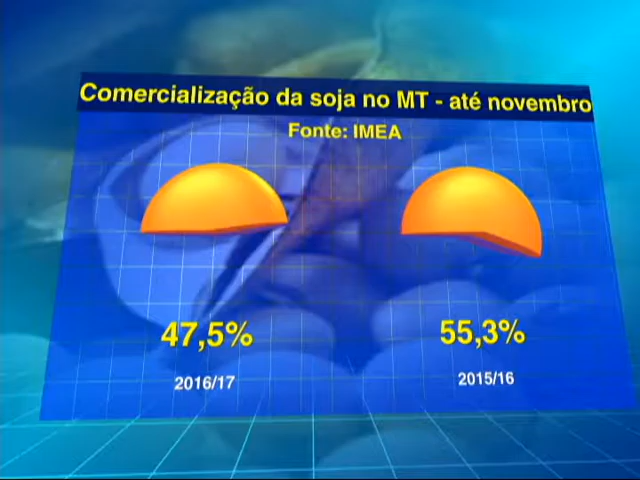 Comercialização da soja no MT - até novembro
Fonte: IMEA
47,5%
55,3%
2016/17
2015/16